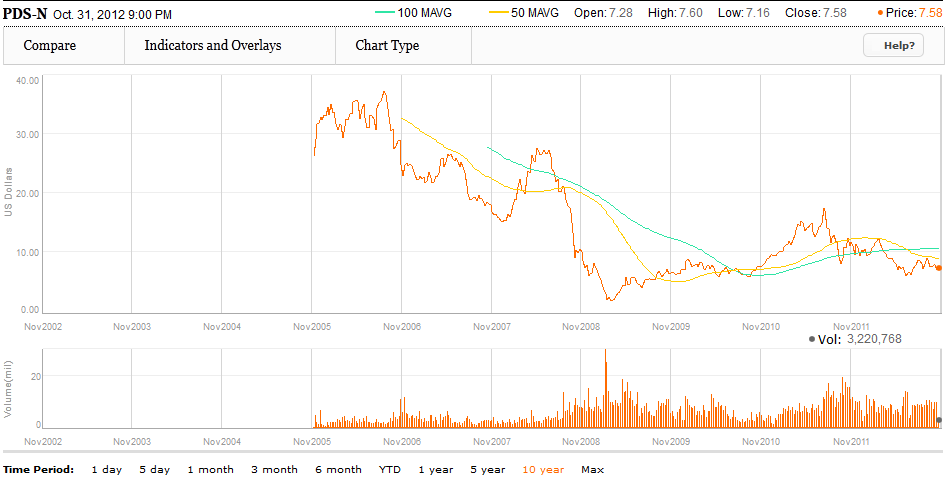 PDS-N Oct. 31, 2012 9:00 PM 100 MAVG 50 MAVG Open: 7.28 High: 7.60 Low: 7.16 Close: 7.58 Price: 7.58
Compare Indicators and Overlays Chart Type Help?
40.00
30.00
20.00
10.00
0.00
US Dollars
Nov2002 Nov2003 Nov2004 Nov2005 Nov2006 Nov2007 Nov2008 Nov2009 Nov2010 Nov2011
Vol: 3,220,768
20
0
Volume(mil)
Nov2002 Nov2003 Nov2004 Nov2005 Nov2006 Nov2007 Nov2008 Nov2009 Nov2010 Nov2011
Time Period: 1 day 5 day 1 month 3 month 6 month YTD 1 year 5 year 10 year Max